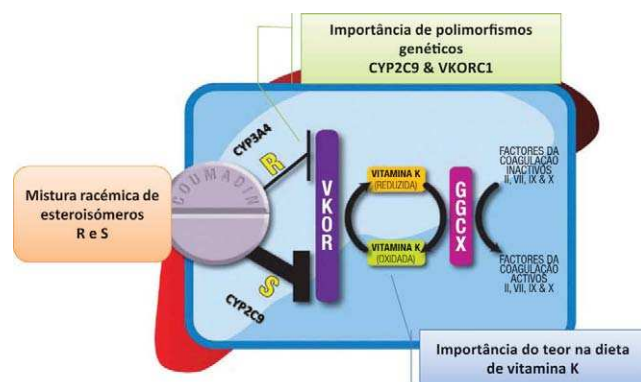 Importância de polimorfismos
genéticos
CYP2C9 & VKORC1
Mistura racémica de
esteroisómeros
R e S
COUMADIN
CYP3A4
R
S
CYP2C9
VKOR
VITAMINA K
(REDUZIDA)
VITAMINA K
(OXIDADA)
GGCX
FACTORES DA
COAGULAÇÃO
INACTIVOS
II, VII, IX & X
FACTORES DA
COAGULAÇÃO
ACTIVOS
II, VII, IX & X
Importância do teor na dieta
de vitamina K